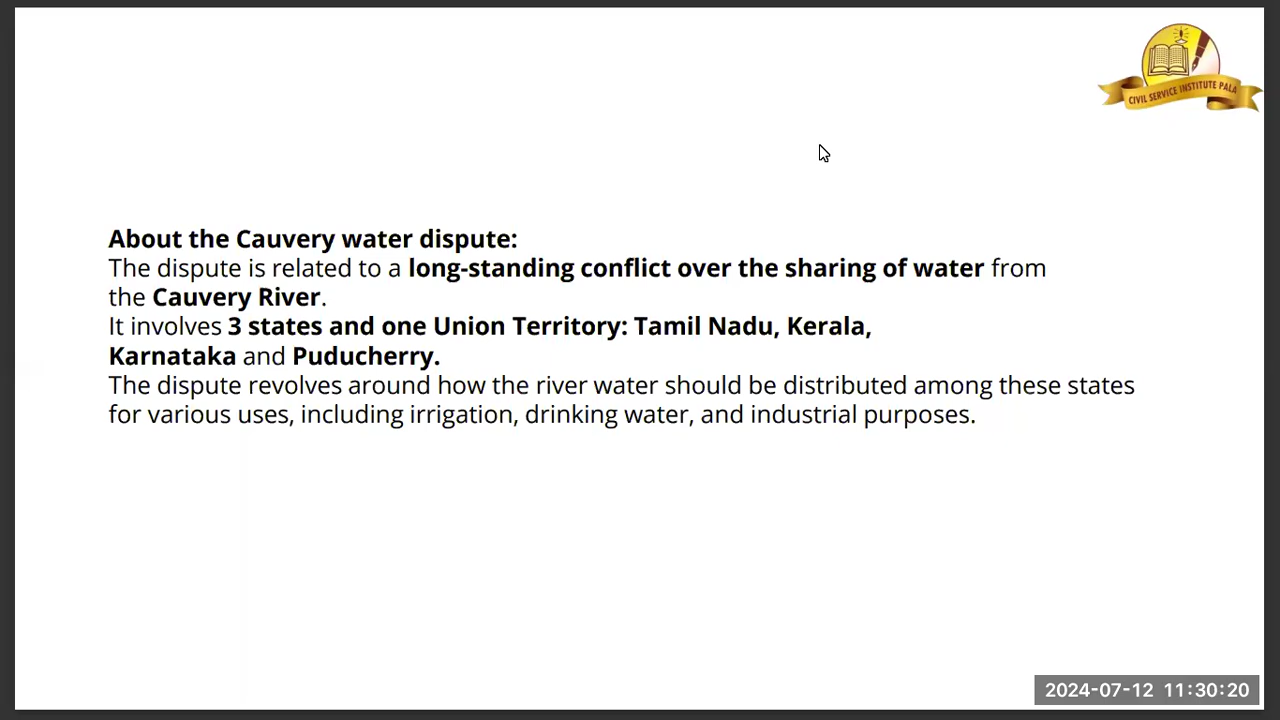 CIVIL SERVICE INSTITUTE PALA
About the Cauvery water dispute:
The dispute is related to a long-standing conflict over the sharing of water from
the Cauvery River.
It involves 3 states and one Union Territory: Tamil Nadu, Kerala,
Karnataka and Puducherry.
The dispute revolves around how the river water should be distributed among these states
for various uses, including irrigation, drinking water, and industrial purposes.
2024-07-12 11:30:20